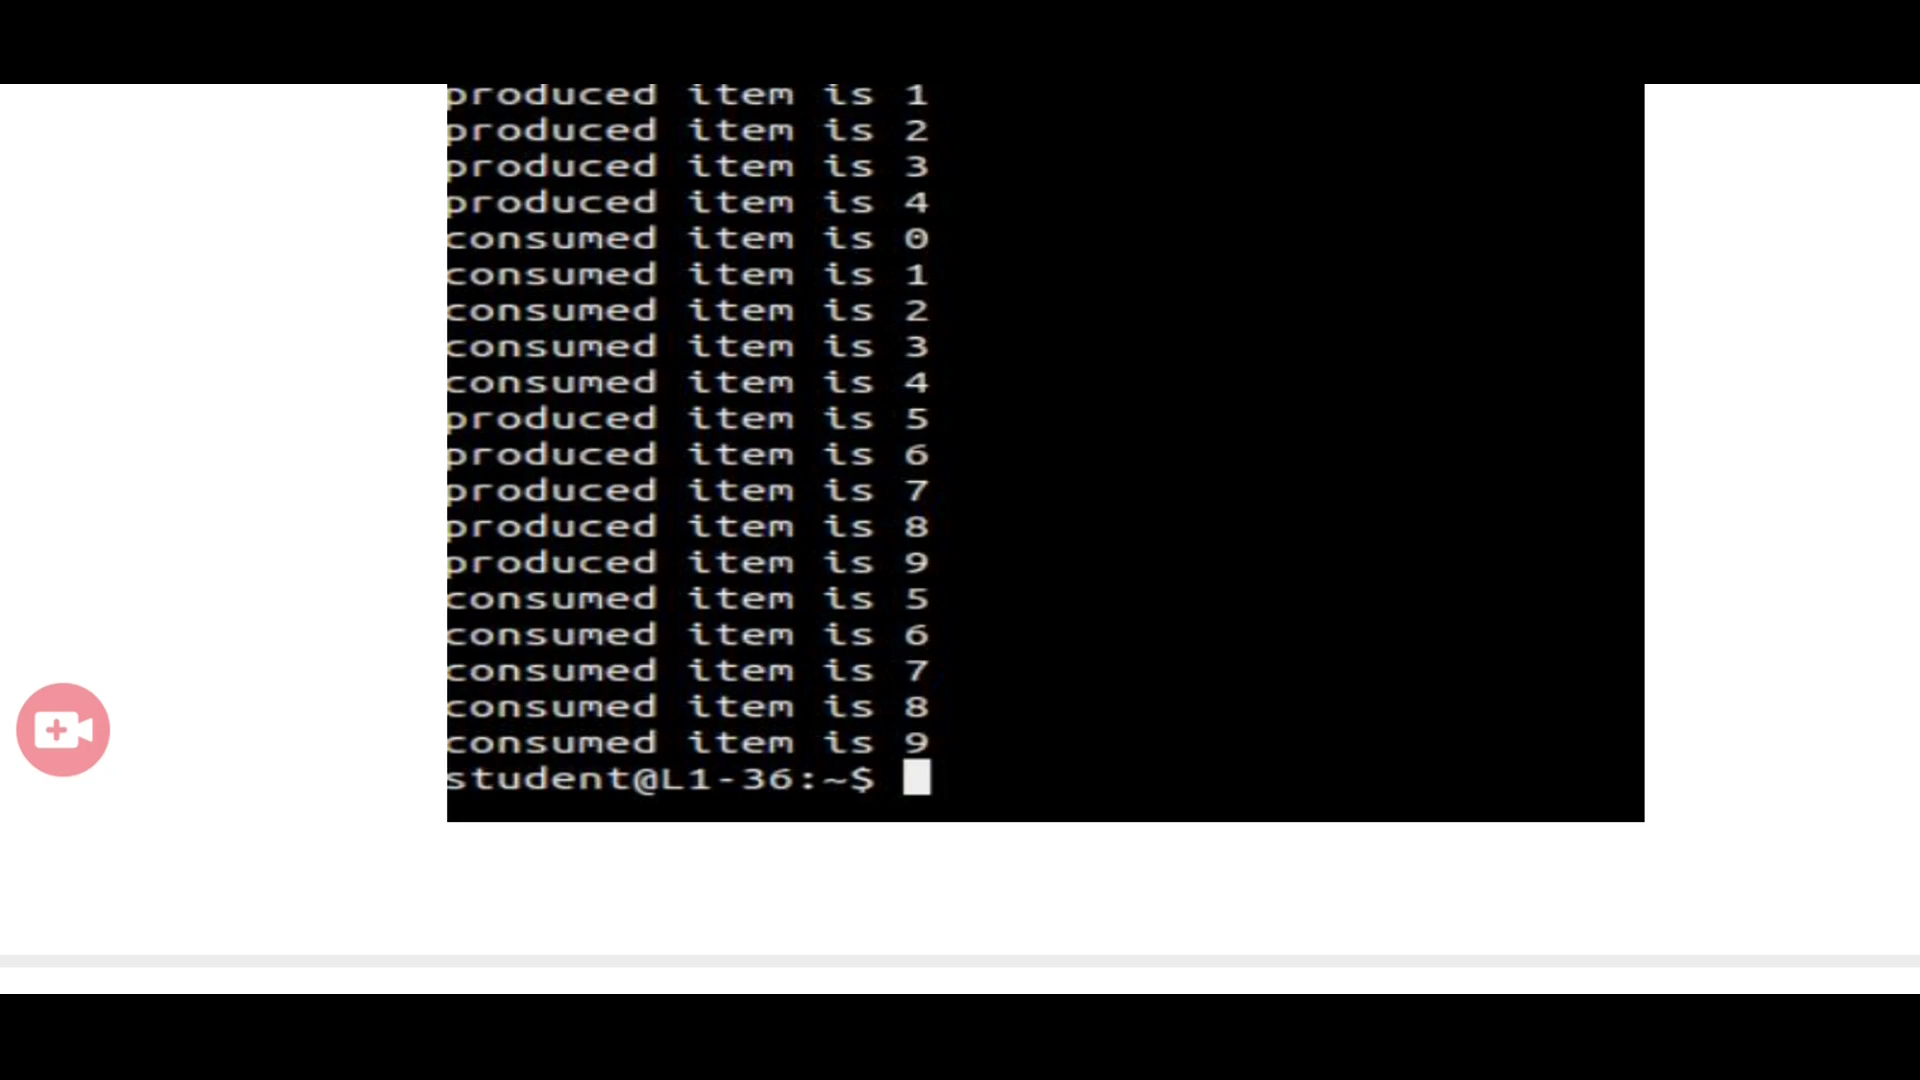 produced item is 1
produced item is 2
produced item is 3
produced item is 4
consumed item is 0
consumed item is 1
consumed item is 2
consumed item is 3
consumed item is 4
produced item is 5
produced item is 6
produced item is 7
produced item is 8
produced item is 9
consumed item is 5
consumed item is 6
consumed item is 7
consumed item is 8
consumed item is 9
student@L1-36:~$